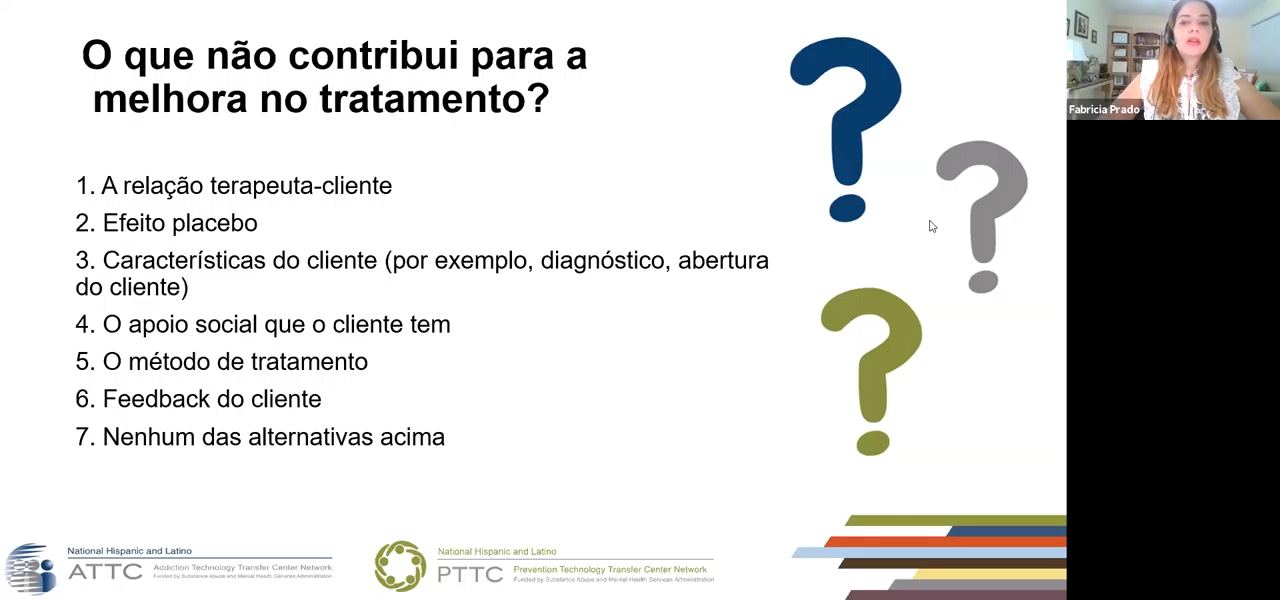 O que não contribui para a
melhora no tratamento?
1. A relação terapeuta-cliente
2. Efeito placebo
3. Características do cliente (por exemplo, diagnóstico, abertura
do cliente)
4. O apoio social que o cliente tem
5. O método de tratamento
6. Feedback do cliente
7. Nenhum das alternativas acima
National Hispanic and Latino
ATTC
Addiction Technology Transfer Center Network
Funded by Substance Abuse and Mental Health Services Administration
National Hispanic and Latino
PTTC
Prevention Technology Transfer Center Network
Funded by Substance Abuse and Mental Health Services Administration
Fabricia Prado